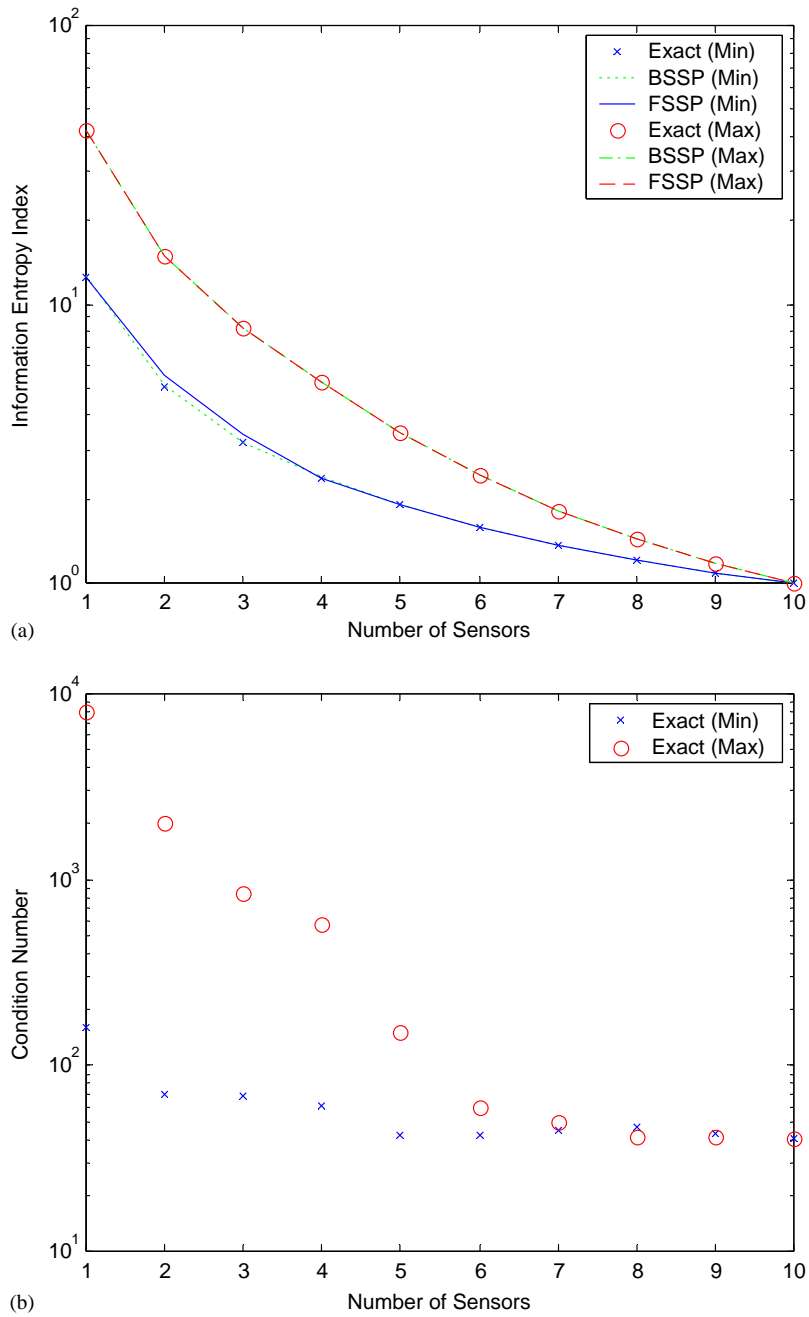 10^2
Exact (Min)
BSSP (Min)
FSSP (Min)
Exact (Max)
BSSP (Max)
FSSP (Max)
Information Entropy Index
10^1
10^0
1 2 3 4 5 6 7 8 9 10
Number of Sensors
(a)
10^4
Exact (Min)
Exact (Max)
10^3
Condition Number
10^2
10^1
1 2 3 4 5 6 7 8 9 10
Number of Sensors
(b)